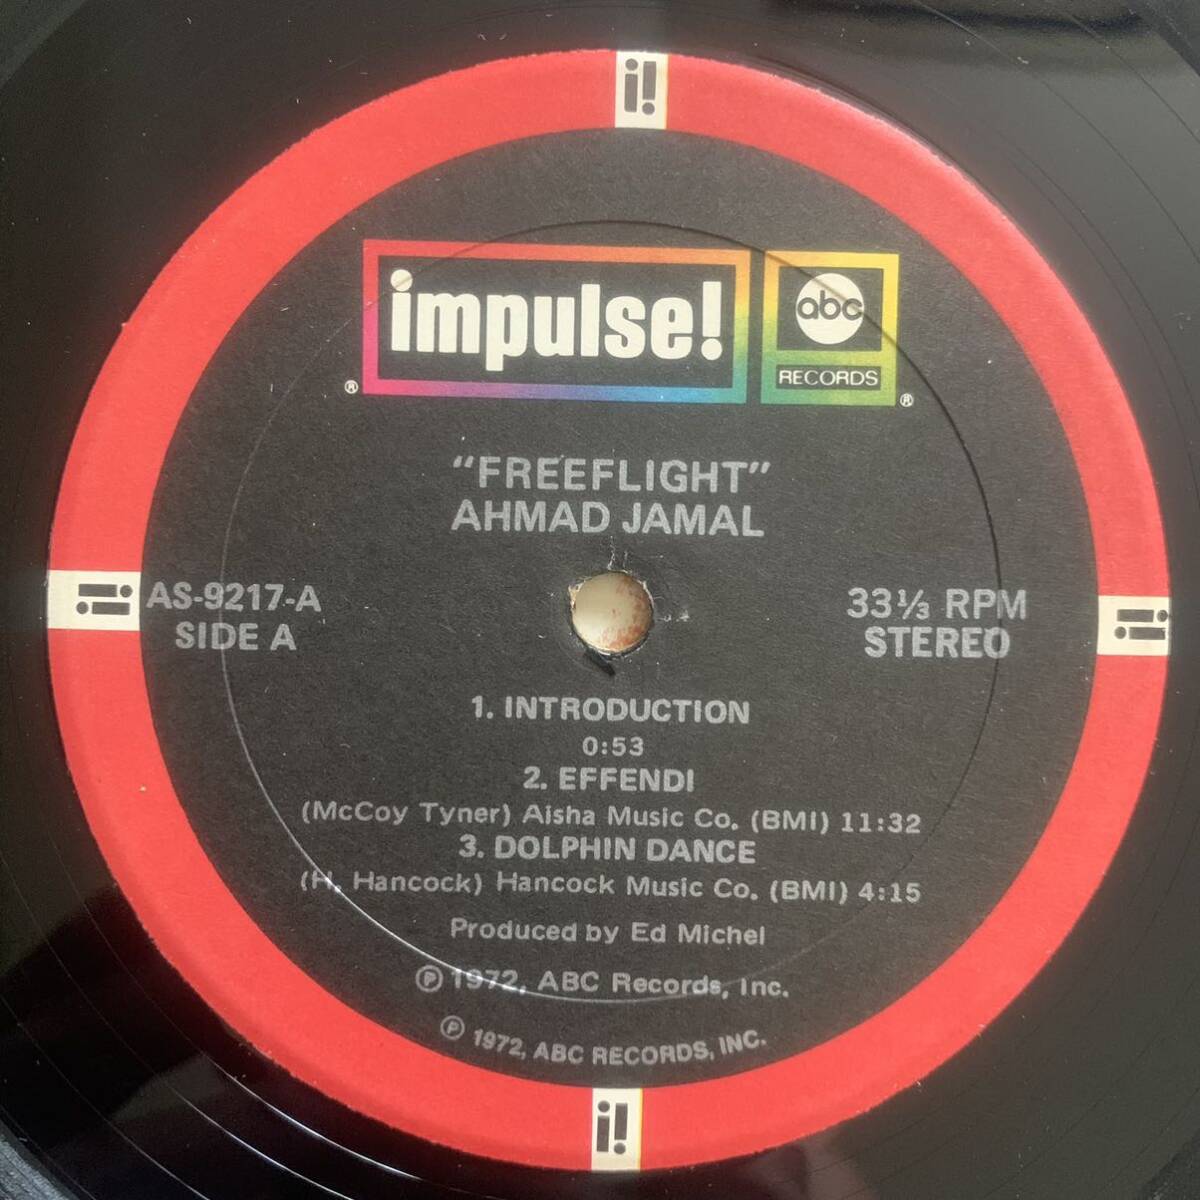 impulse!
abc
RECORDS
®
®
"FREEFLIGHT"
AHMAD JAMAL
AS-9217-A
SIDE A
33⅓ RPM
STEREO
1. INTRODUCTION
0:53
2. EFFENDI
(McCoy Tyner) Aisha Music Co. (BMI) 11:32
3. DOLPHIN DANCE
(H. Hancock) Hancock Music Co. (BMI) 4:15
Produced by Ed Michel
℗ 1972, ABC Records, Inc.
℗ 1972, ABC RECORDS, INC.
i!
i!
i!
i!